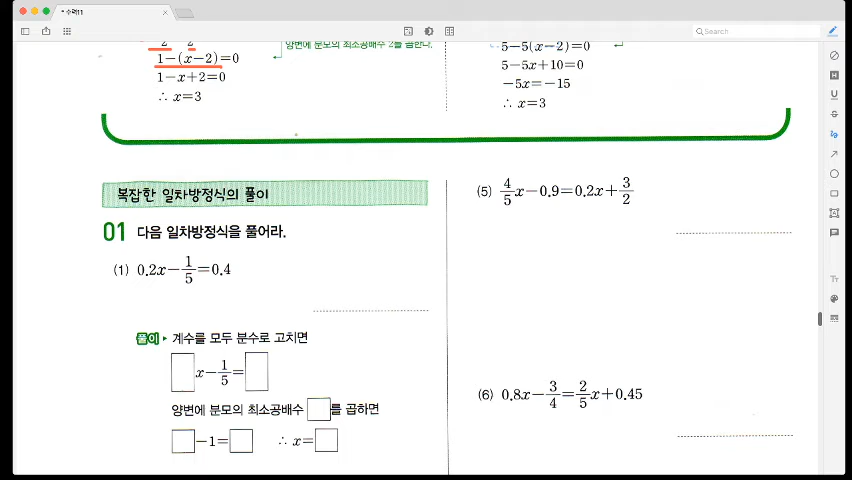 수력11
Search
2 2
1-(x-2)=0
양변에 분모의 최소공배수 2를 곱한다.
1-x+2=0
∴ x=3
5-5(x-2)=0
5-5x+10=0
-5x=-15
∴ x=3
복잡한 일차방정식의 풀이
01 다음 일차방정식을 풀어라.
(1) 0.2x-1/5=0.4
풀이 ▸ 계수를 모두 분수로 고치면
□x-1/5=□
양변에 분모의 최소공배수 □를 곱하면
□-1=□ ∴ x=□
(5) 4/5x-0.9=0.2x+3/2
(6) 0.8x-3/4=2/5x+0.45